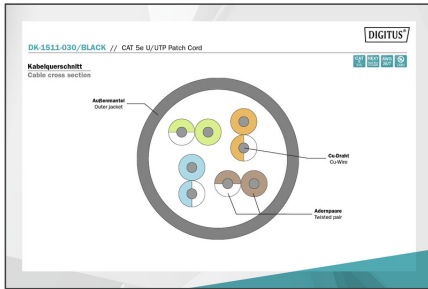 DIGITUS®
DK-1511-030/BLACK // CAT 5e U/UTP Patch Cord
Kabelquerschnitt
Cable cross section
Außenmantel
Outer jacket
Cu-Draht
Cu-Wire
Adernpaare
Twisted pair